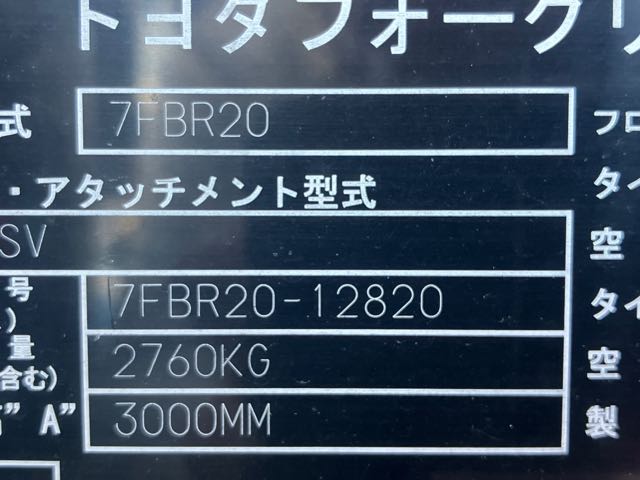 トヨタフォークリ
式 7FBR20 フロ
・アタッチメント型式 タイ
SV 空
号 7FBR20-12820 タイ
量 2760KG 空
含む)
"A" 3000MM 製